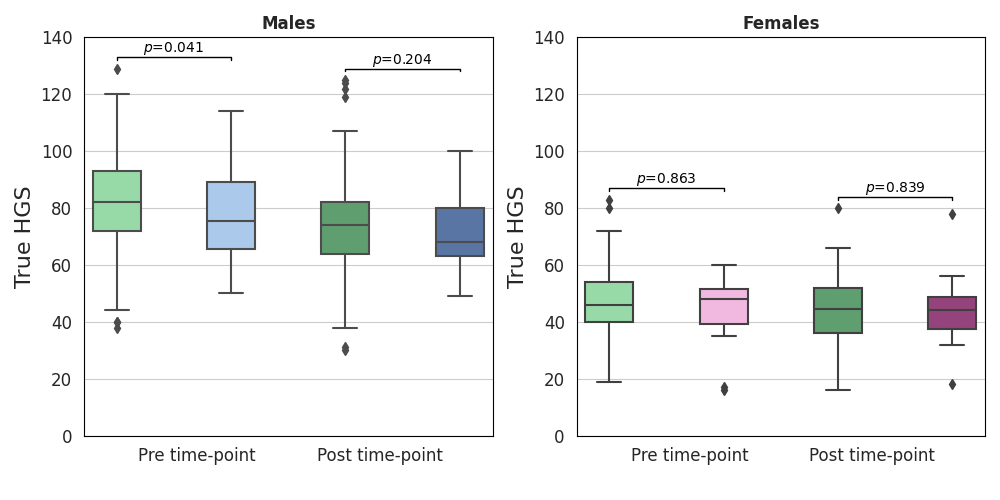 Males
True HGS
140
120
100
80
60
40
20
0
p=0.041
p=0.204
Pre time-point
Post time-point
Females
True HGS
140
120
100
80
60
40
20
0
p=0.863
p=0.839
Pre time-point
Post time-point